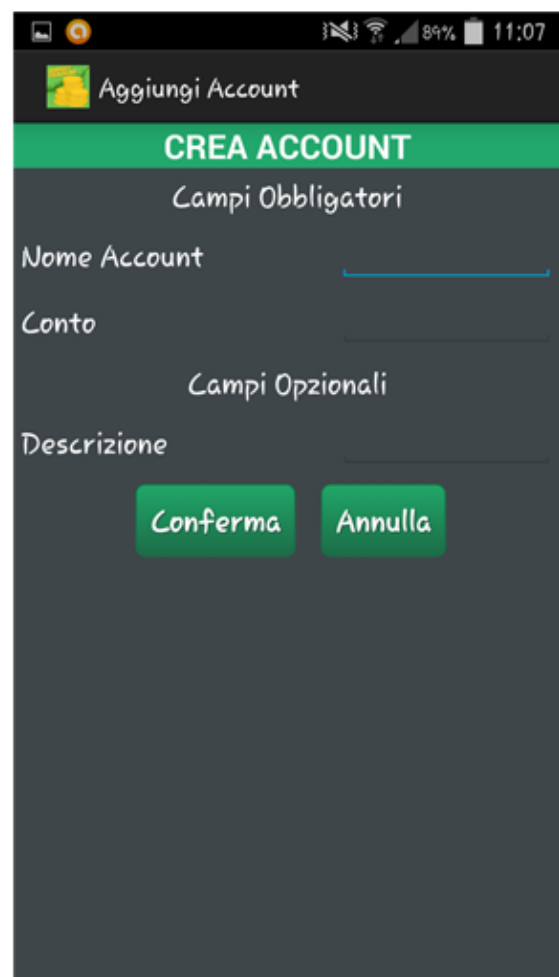 89% 11:07
Aggiungi Account
CREA ACCOUNT
Campi Obbligatori
Nome Account
Conto
Campi Opzionali
Descrizione
Conferma Annulla